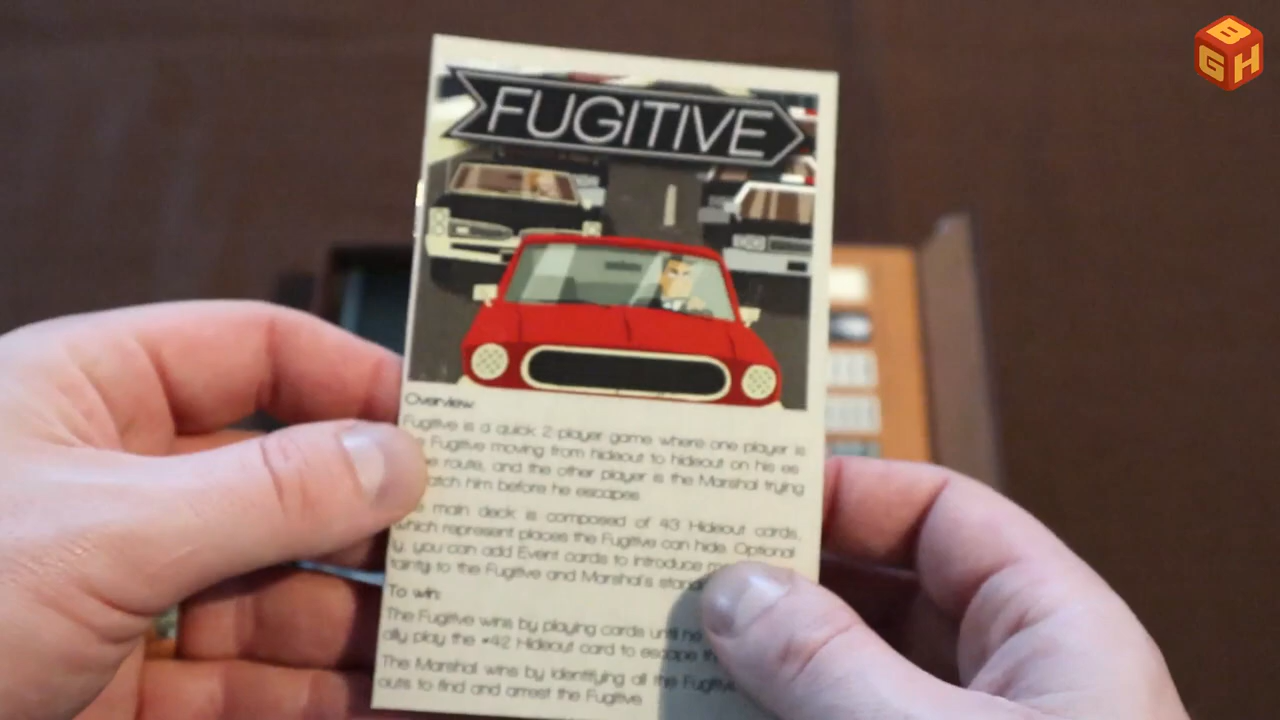 BGH
FUGITIVE
Overview:
Fugitive is a quick 2 player game where one player is
Fugitive moving from hideout to hideout on his es
route, and the other player is the Marshal trying
atch him before he escapes.
main deck is composed of 43 Hideout cards,
which represent places the Fugitive can hide. Optional
ly, you can add Event cards to introduce
tainty to the Fugitive and Marshal's
To win:
The Fugitive wins by playing cards until he
ally play the #42 Hideout card to escape
The Marshal wins by identifying all the Fugitive
outs to find and arrest the Fugitive.